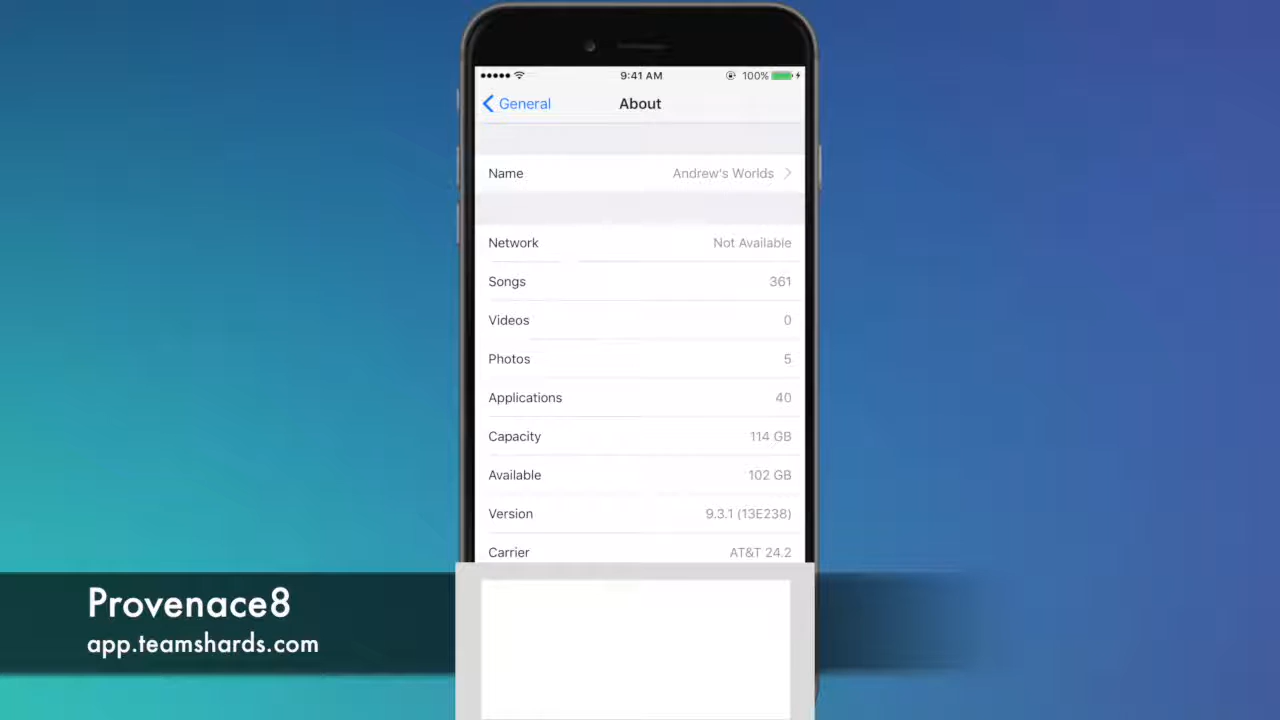 9:41 AM 100%
General About
Name Andrew's Worlds
Network Not Available
Songs 361
Videos 0
Photos 5
Applications 40
Capacity 114 GB
Available 102 GB
Version 9.3.1 (13E238)
Carrier AT&T 24.2
Provenace8
app.teamshards.com